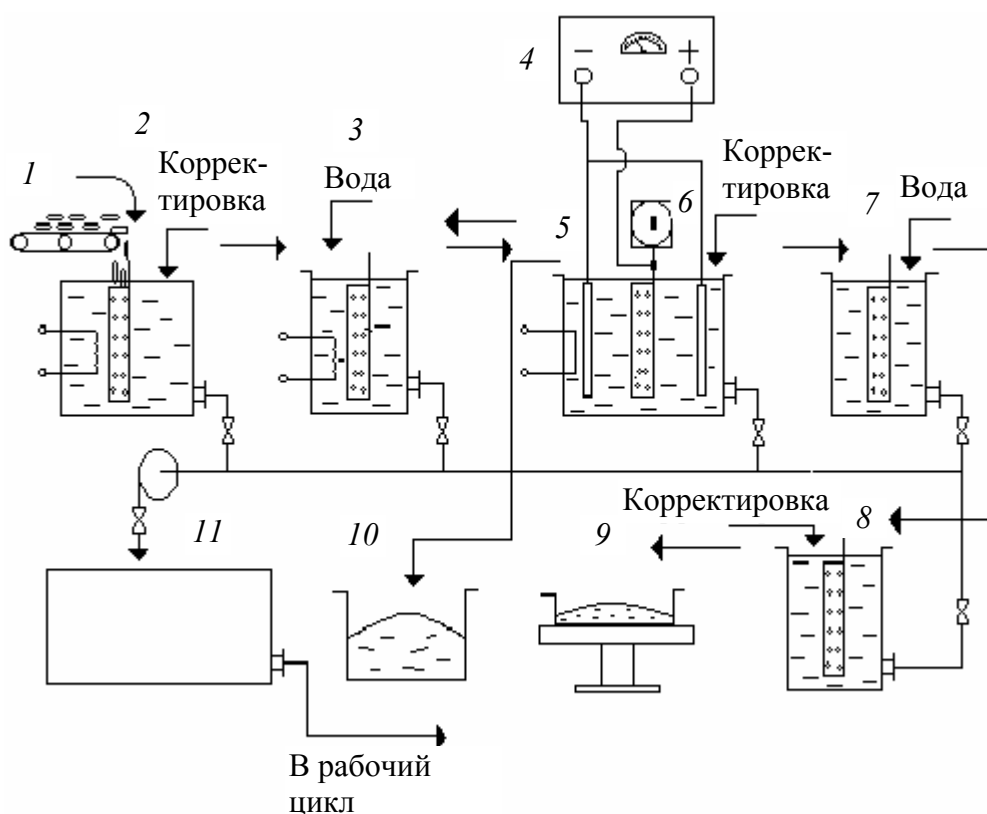 4
− +
2
3
1
Коррек-
тировка
Вода
Коррек-
тировка
5
6
7
Вода
Корректировка
8
9
10
11
В рабочий
цикл